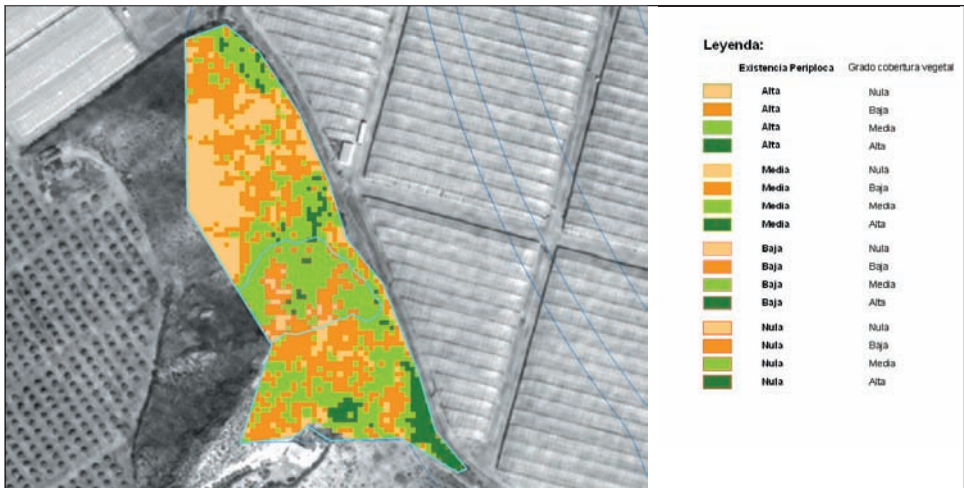 Leyenda:
Existencia Periploca Grado cobertura vegetal
Alta Nula
Alta Baja
Alta Media
Alta Alta
Media Nula
Media Baja
Media Media
Media Alta
Baja Nula
Baja Baja
Baja Media
Baja Alta
Nula Nula
Nula Baja
Nula Media
Nula Alta